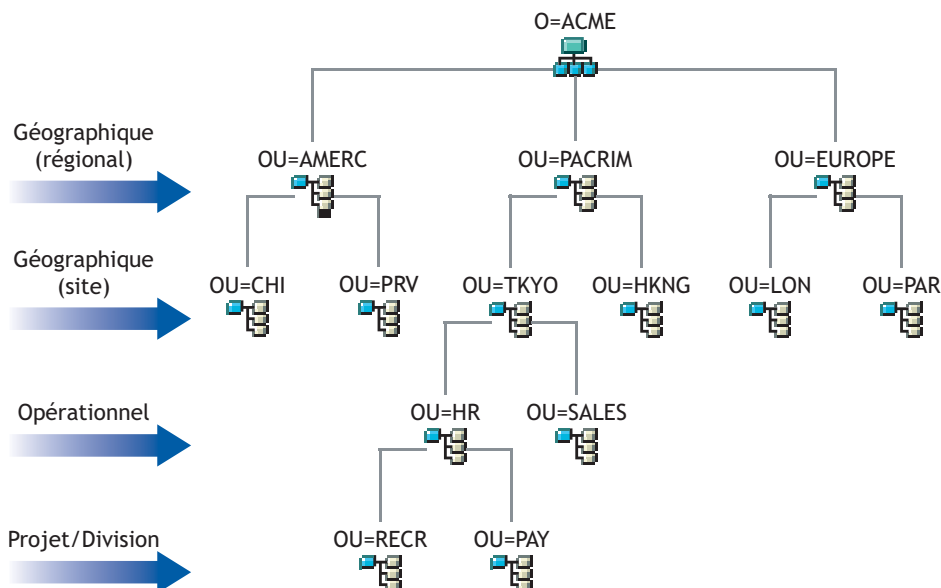 O=ACME
Géographique
(régional)
OU=AMERC
OU=PACRIM
OU=EUROPE
Géographique
(site)
OU=CHI
OU=PRV
OU=TKYO
OU=HKNG
OU=LON
OU=PAR
Opérationnel
OU=HR
OU=SALES
Projet/Division
OU=RECR
OU=PAY